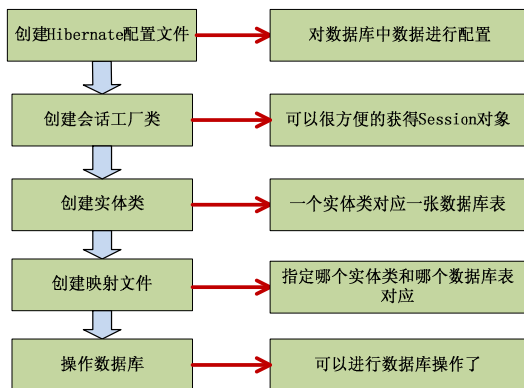 创建Hibernate配置文件
对数据库中数据进行配置
创建会话工厂类
可以很方便的获得Session对象
创建实体类
一个实体类对应一张数据库表
创建映射文件
指定哪个实体类和哪个数据库表
对应
操作数据库
可以进行数据库操作了